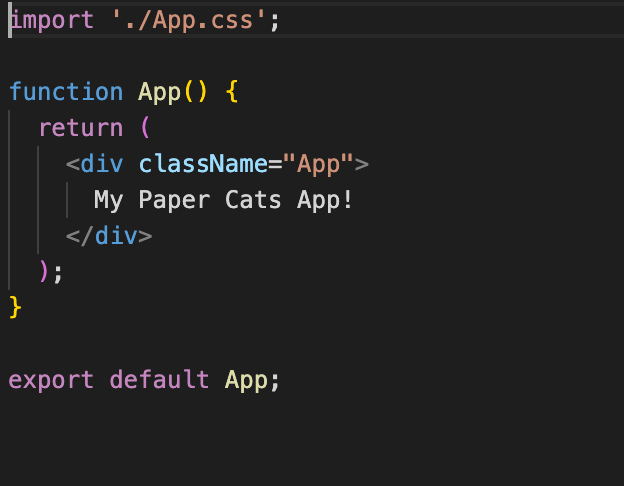 import './App.css';
function App() {
return (
<div className="App">
My Paper Cats App!
</div>
);
}
export default App;